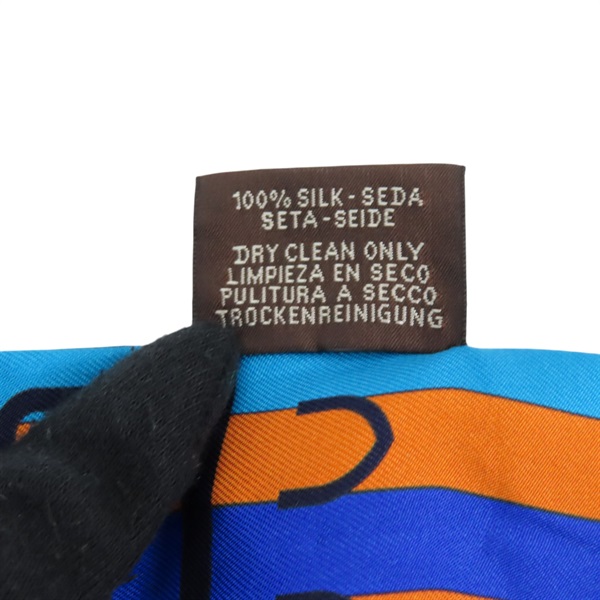 100% SILK - SEDA
SETA - SEIDE
DRY CLEAN ONLY
LIMPIEZA EN SECO
PULITURA A SECCO
TROCKENREINIGUNG